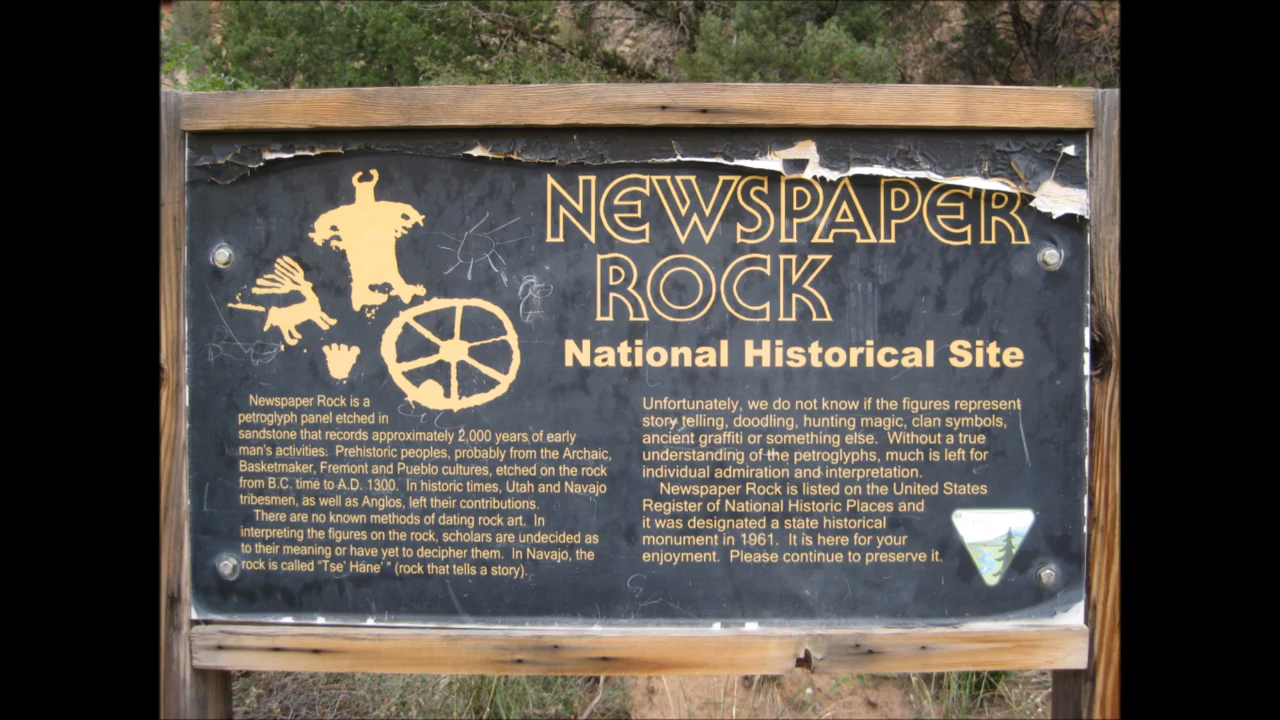 NEWSPAPER
ROCK
National Historical Site
Newspaper Rock is a
petroglyph panel etched in
sandstone that records approximately 2,000 years of early
man's activities. Prehistoric peoples, probably from the Archaic,
Basketmaker, Fremont and Pueblo cultures, etched on the rock
from B.C. time to A.D. 1300. In historic times, Utah and Navajo
tribesmen, as well as Anglos, left their contributions.
There are no known methods of dating rock art. In
interpreting the figures on the rock, scholars are undecided as
to their meaning or have yet to decipher them. In Navajo, the
rock is called "Tse' Hane' " (rock that tells a story).
Unfortunately, we do not know if the figures represent
story telling, doodling, hunting magic, clan symbols,
ancient graffiti or something else. Without a true
understanding of the petroglyphs, much is left for
individual admiration and interpretation.
Newspaper Rock is listed on the United States
Register of National Historic Places and
it was designated a state historical
monument in 1961. It is here for your
enjoyment. Please continue to preserve it.